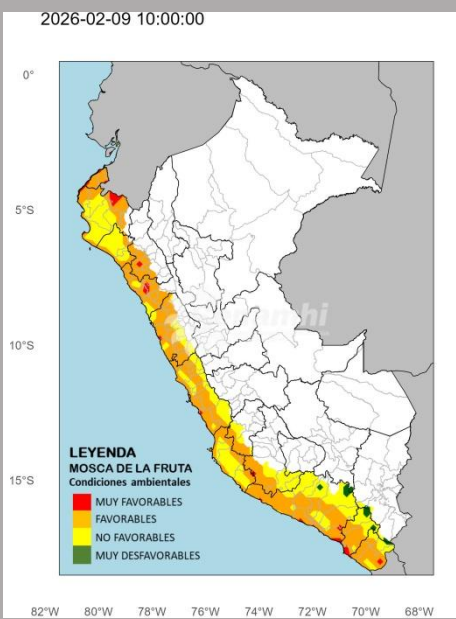 2026-02-09 10:00:00
0°
5°S
10°S
15°S
senamhi
LEYENDA
MOSCA DE LA FRUTA
Condiciones ambientales
MUY FAVORABLES
FAVORABLES
NO FAVORABLES
MUY DESFAVORABLES
82°W 80°W 78°W 76°W 74°W 72°W 70°W 68°W